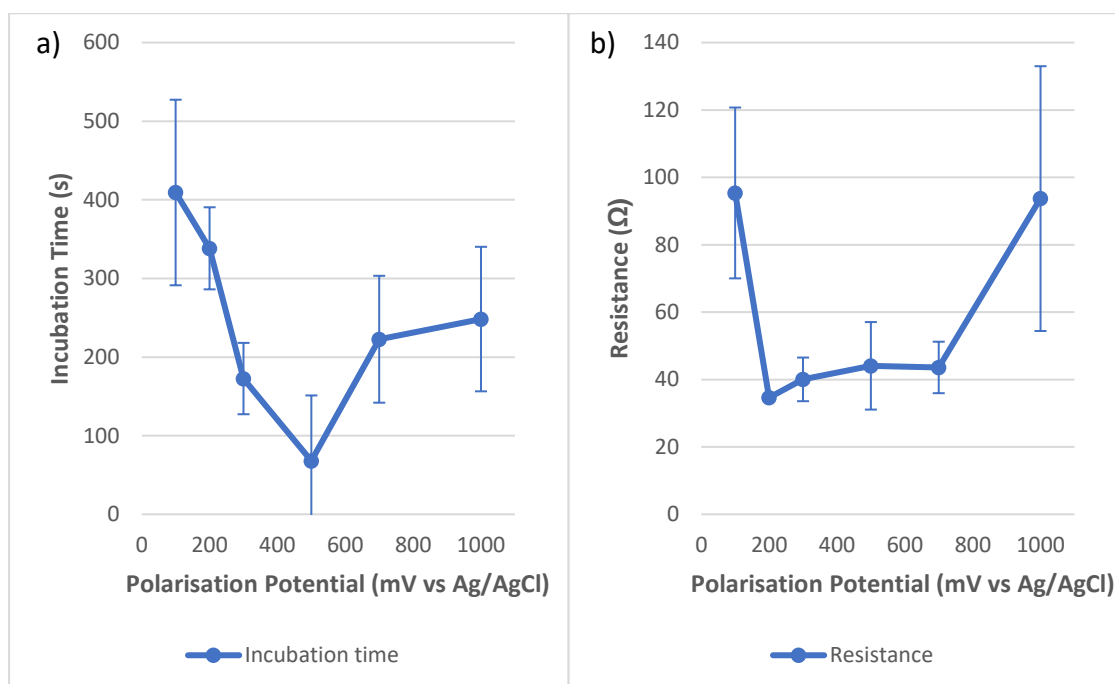 a)
600
500
400
300
200
100
0
Incubation Time (s)
0 200 400 600 800 1000
Polarisation Potential (mV vs Ag/AgCl)
Incubation time
b)
140
120
100
80
60
40
20
0
Resistance (Ω)
0 200 400 600 800 1000
Polarisation Potential (mV vs Ag/AgCl)
Resistance